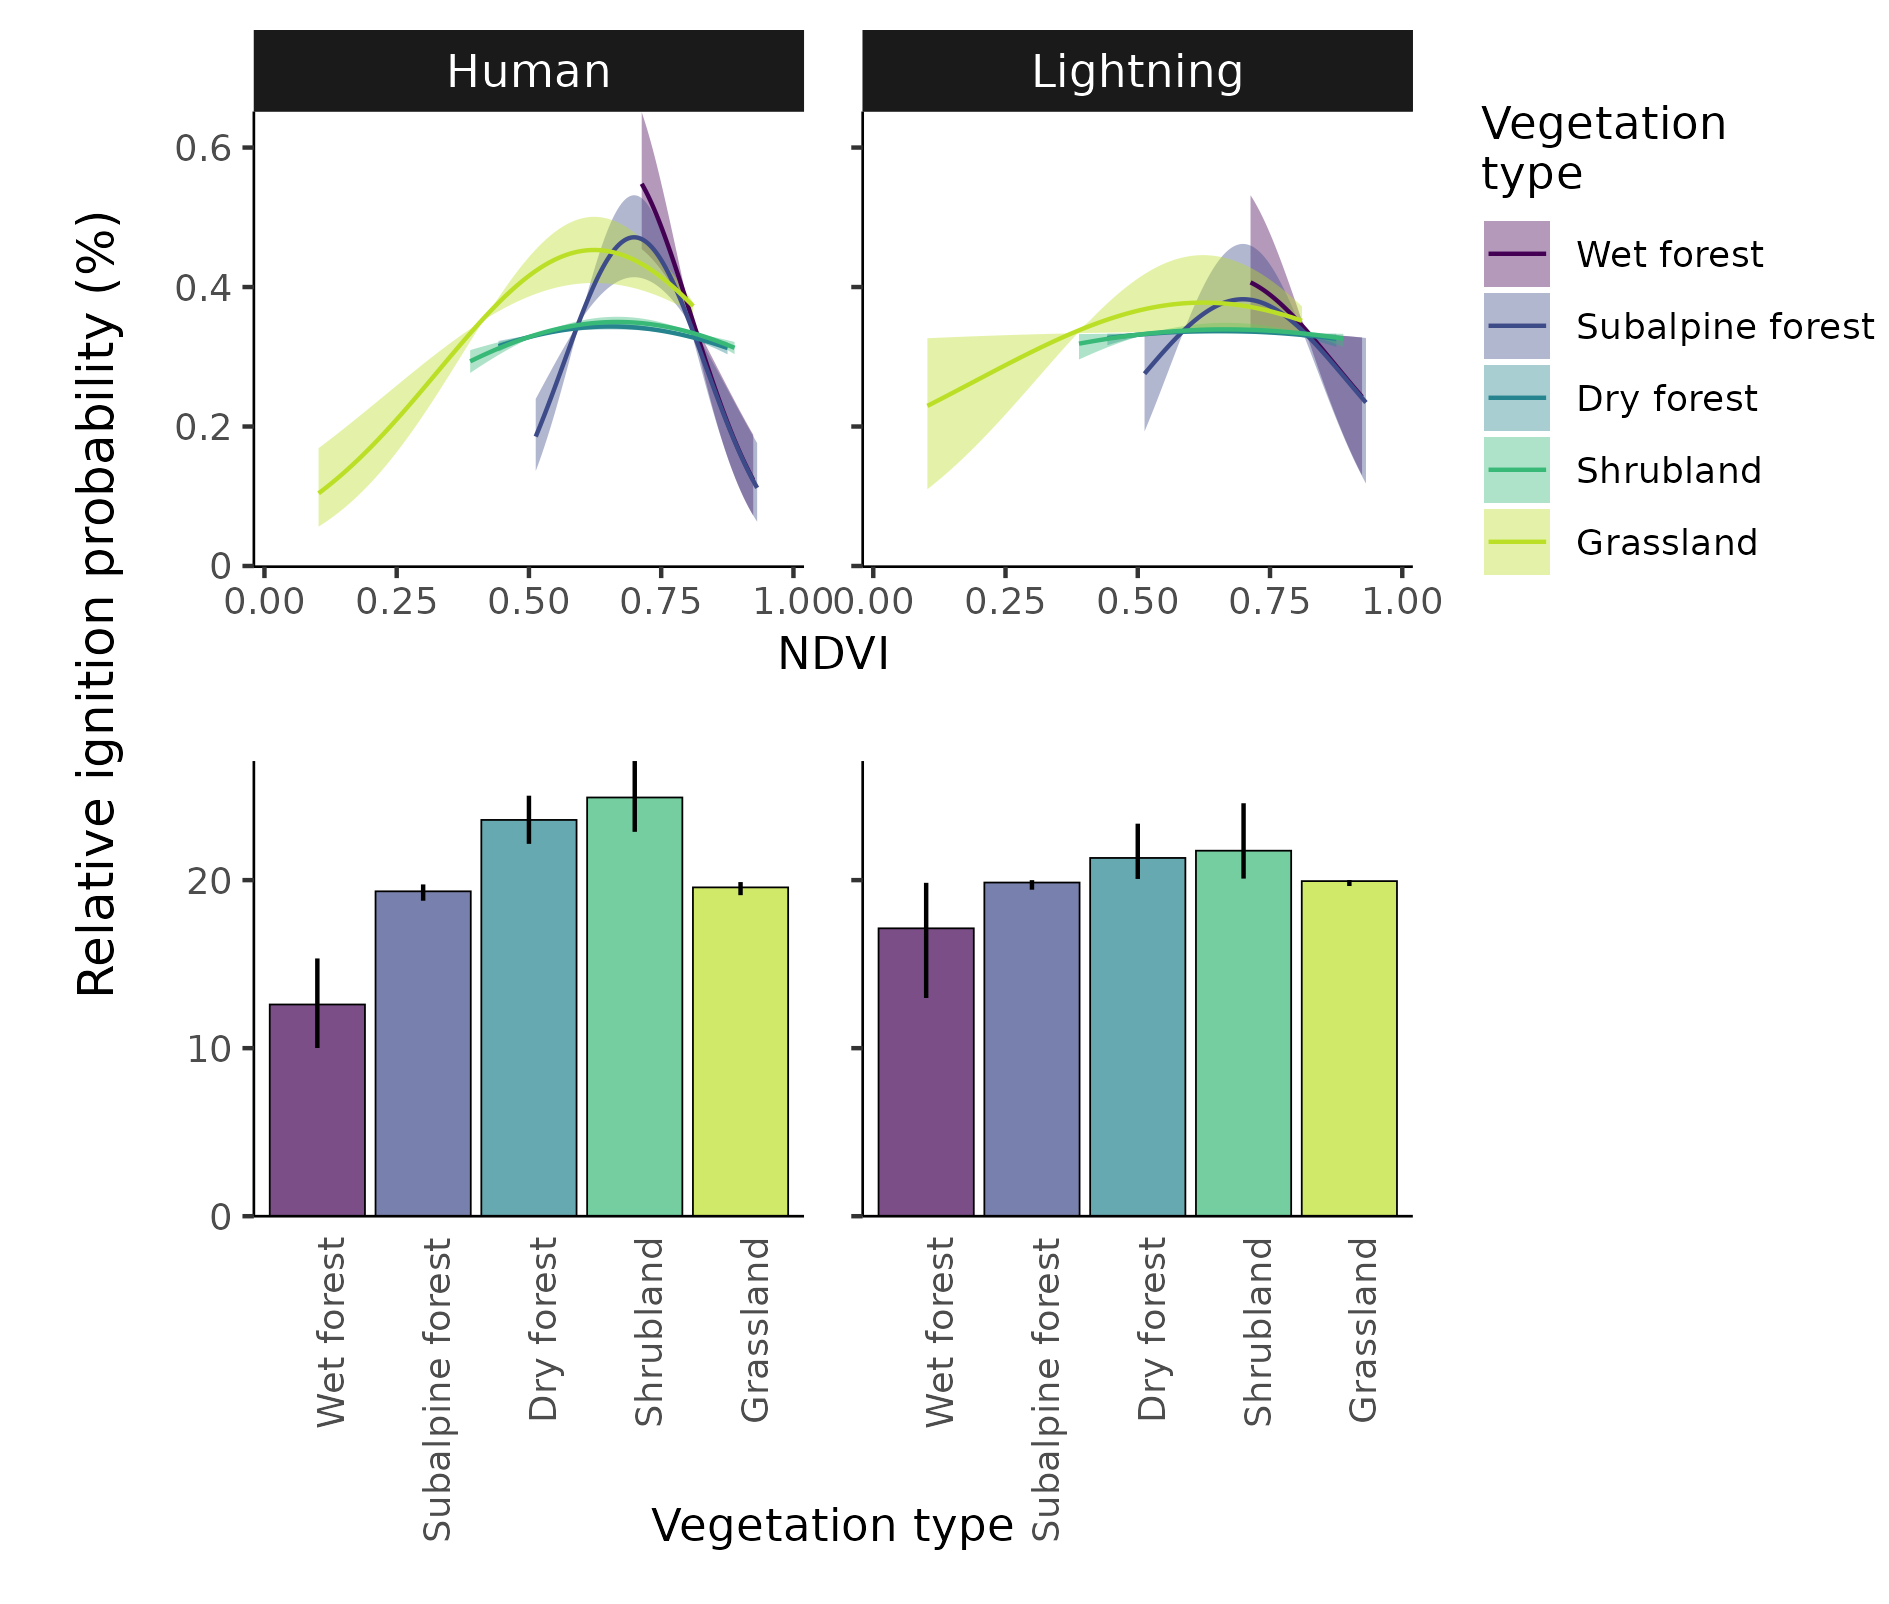 Human
Lightning
Vegetation
type
Wet forest
Subalpine forest
Dry forest
Shrubland
Grassland
Relative ignition probability (%)
0.6
0.4
0.2
0
0.00 0.25 0.50 0.75 1.00
0.00 0.25 0.50 0.75 1.00
NDVI
20
10
0
Wet forest
Subalpine forest
Dry forest
Shrubland
Grassland
Wet forest
Subalpine forest
Dry forest
Shrubland
Grassland
Vegetation type